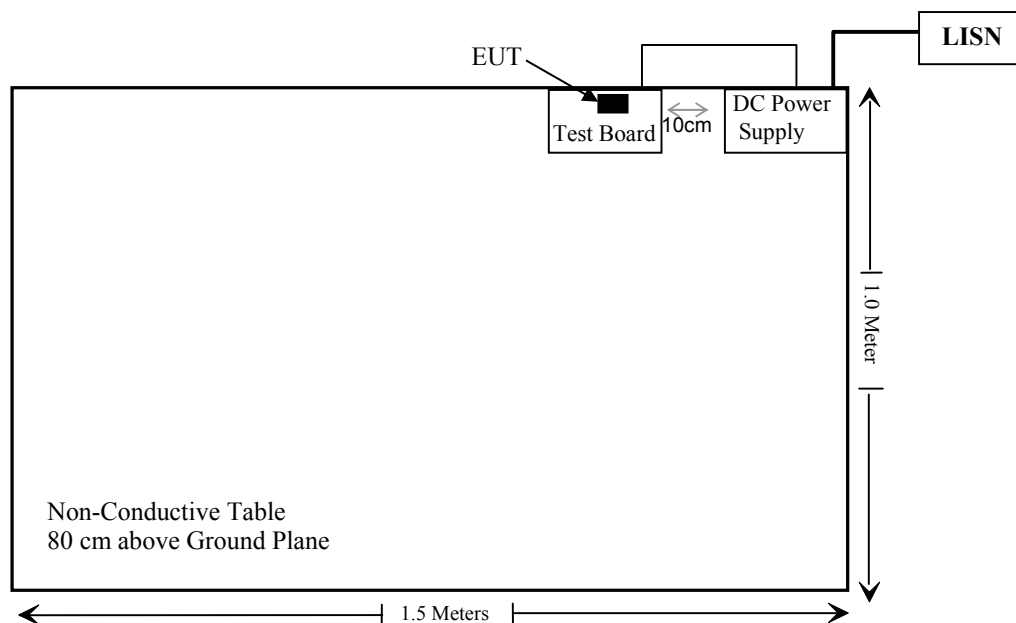 LISN
EUT
DC Power
Supply
Test Board
10cm
1.0 Meter
Non-Conductive Table
80 cm above Ground Plane
1.5 Meters